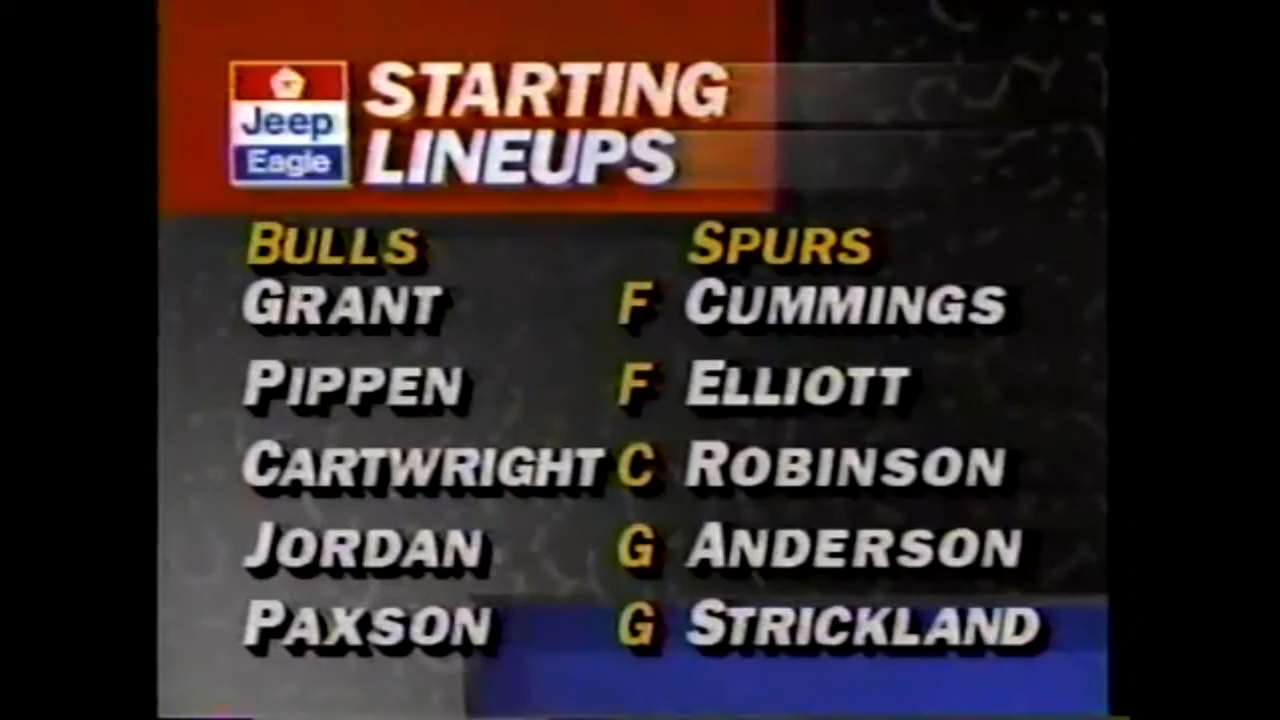 Jeep
Eagle
STARTING
LINEUPS
BULLS SPURS
GRANT F CUMMINGS
PIPPEN F ELLIOTT
CARTWRIGHT C ROBINSON
JORDAN G ANDERSON
PAXSON G STRICKLAND